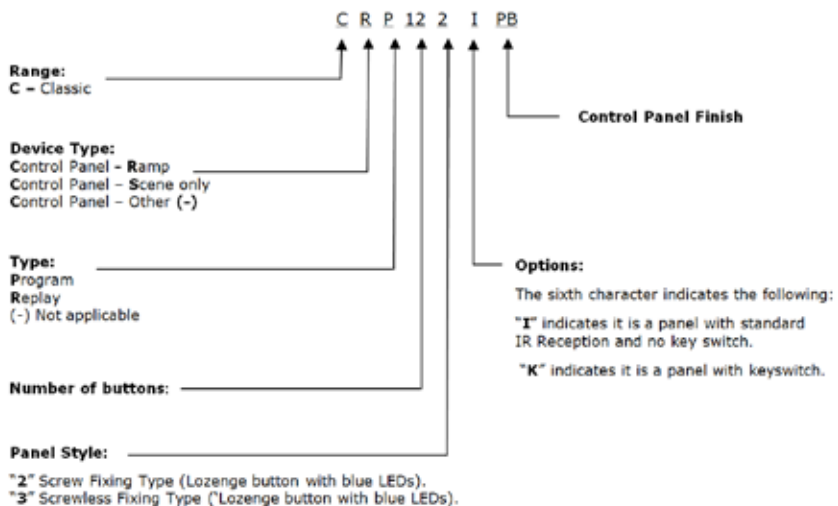 C R P 12 2 I PB
Range:
C – Classic
Control Panel Finish
Device Type:
Control Panel - Ramp
Control Panel – Scene only
Control Panel – Other (-)
Type:
Program
Replay
(-) Not applicable
Options:
The sixth character indicates the following:
"I" indicates it is a panel with standard
IR Reception and no key switch.
"K" indicates it is a panel with keyswitch.
Number of buttons:
Panel Style:
"2" Screw Fixing Type (Lozenge button with blue LEDs).
"3" Screwless Fixing Type ('Lozenge button with blue LEDs).